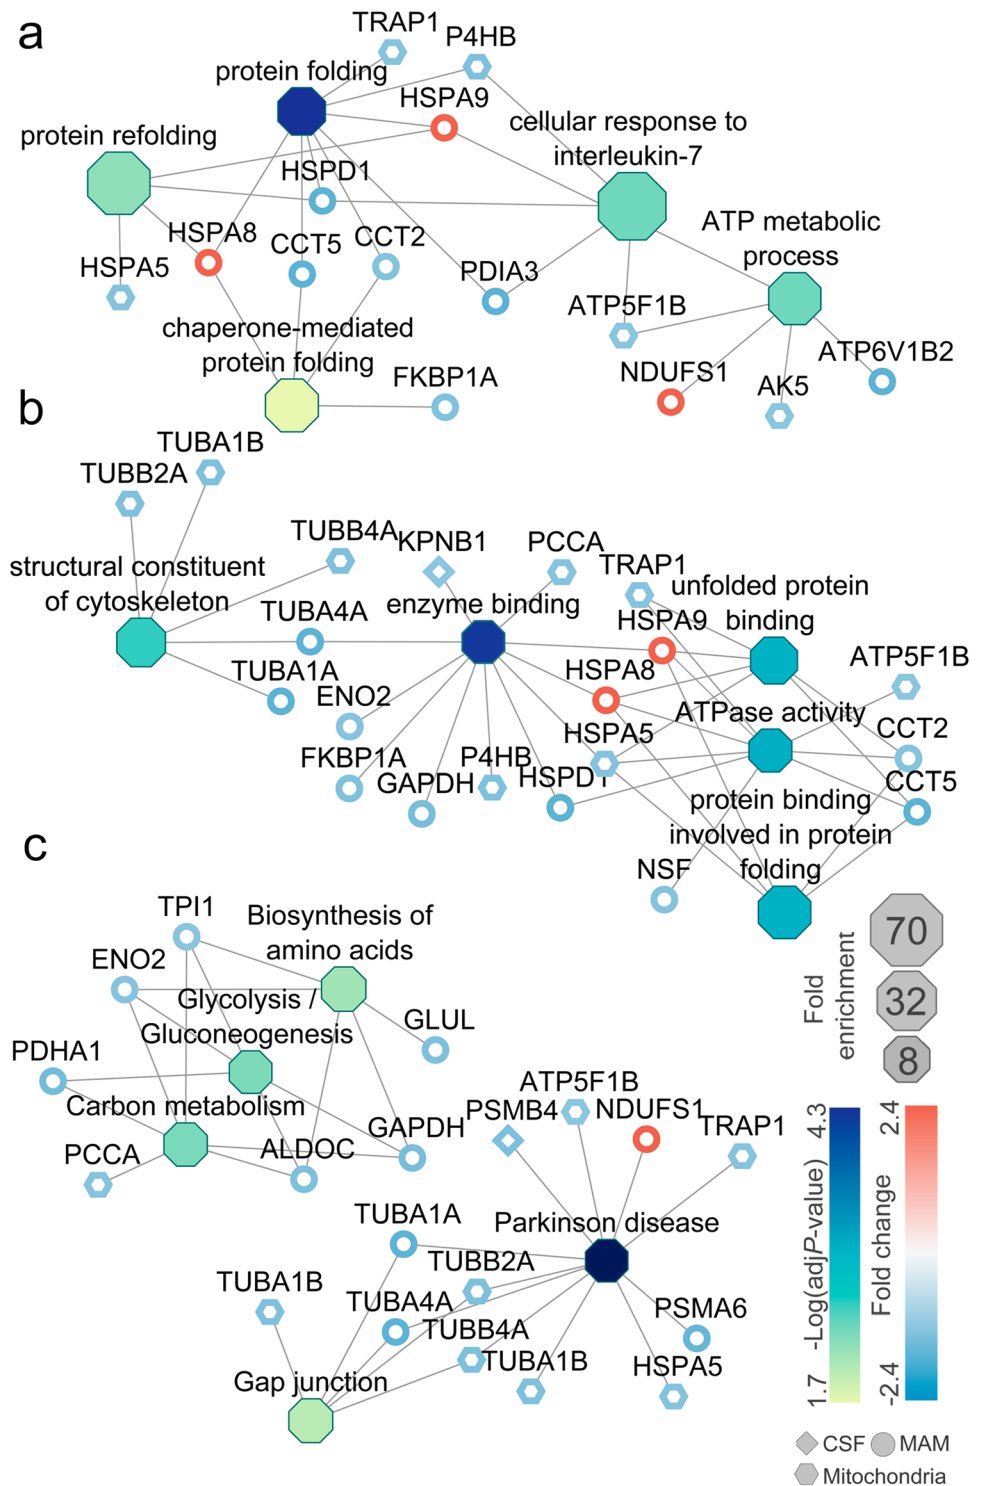 a
TRAP1
P4HB
protein folding
HSPA9
cellular response to
interleukin-7
protein refolding
HSPD1
ATP metabolic
process
HSPA8
CCT5
CCT2
HSPA5
PDIA3
ATP5F1B
chaperone-mediated
protein folding
NDUFS1
ATP6V1B2
FKBP1A
AK5
b
TUBA1B
TUBB2A
TUBB4A
KPNB1
PCCA
TRAP1
structural constituent
of cytoskeleton
unfolded protein
binding
TUBA4A
enzyme binding
HSPA9
ATP5F1B
TUBA1A
HSPA8
ENO2
ATPase activity
HSPA5
CCT2
FKBP1A
GAPDH
P4HB
HSPD1
CCT5
protein binding
involved in protein
folding
NSF
c
TPI1
Biosynthesis of
amino acids
ENO2
Glycolysis /
Gluconeogenesis
GLUL
PDHA1
Carbon metabolism
GAPDH
ALDOC
PCCA
ATP5F1B
PSMB4
NDUFS1
TRAP1
TUBA1A
Parkinson disease
TUBB2A
TUBA1B
TUBA4A
TUBB4A
PSMA6
TUBA1B
HSPA5
Gap junction
Fold
enrichment
70
32
8
1.7 -Log(adjP-value) 4.3
-2.4 Fold change 2.4
CSF MAM
Mitochondria